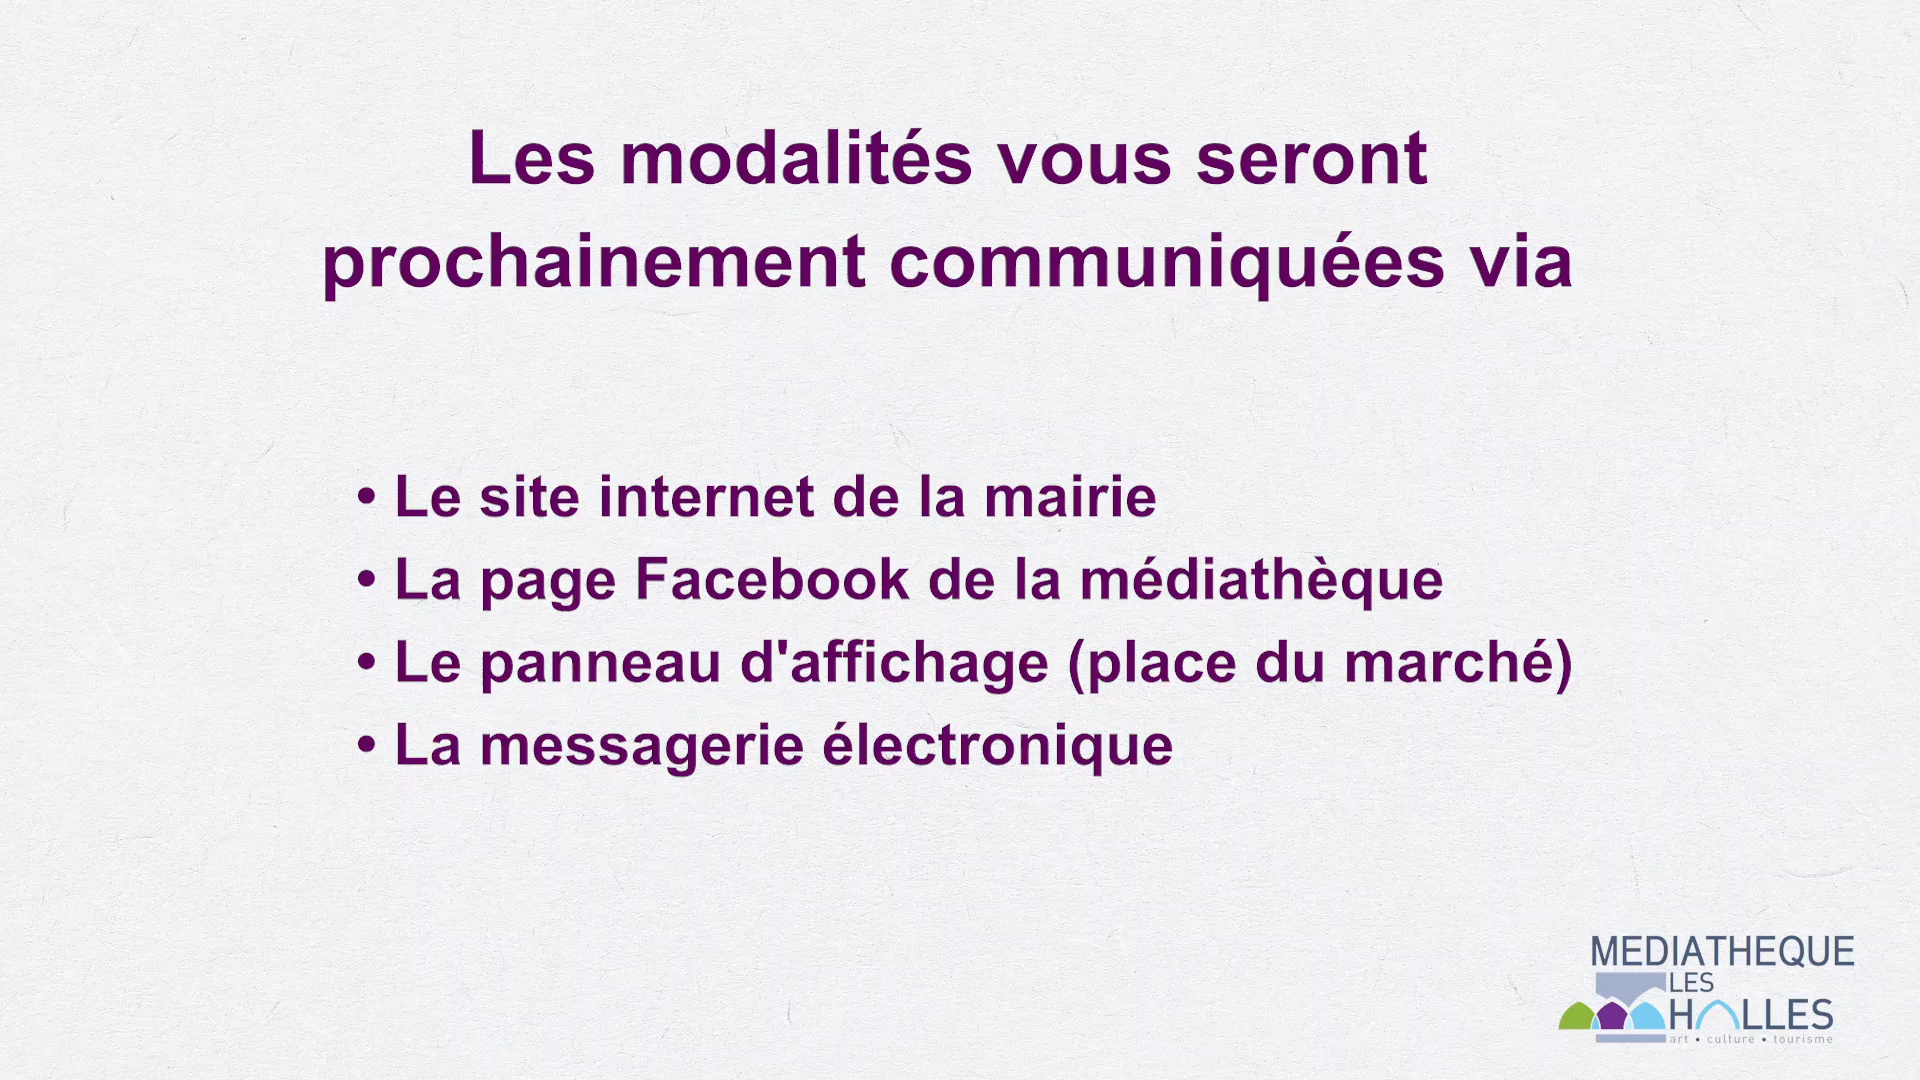 Les modalités vous seront
prochainement communiquées via
• Le site internet de la mairie
• La page Facebook de la médiathèque
• Le panneau d'affichage (place du marché)
• La messagerie électronique
MEDIATHEQUE
LES
HALLES
art • culture • tourisme